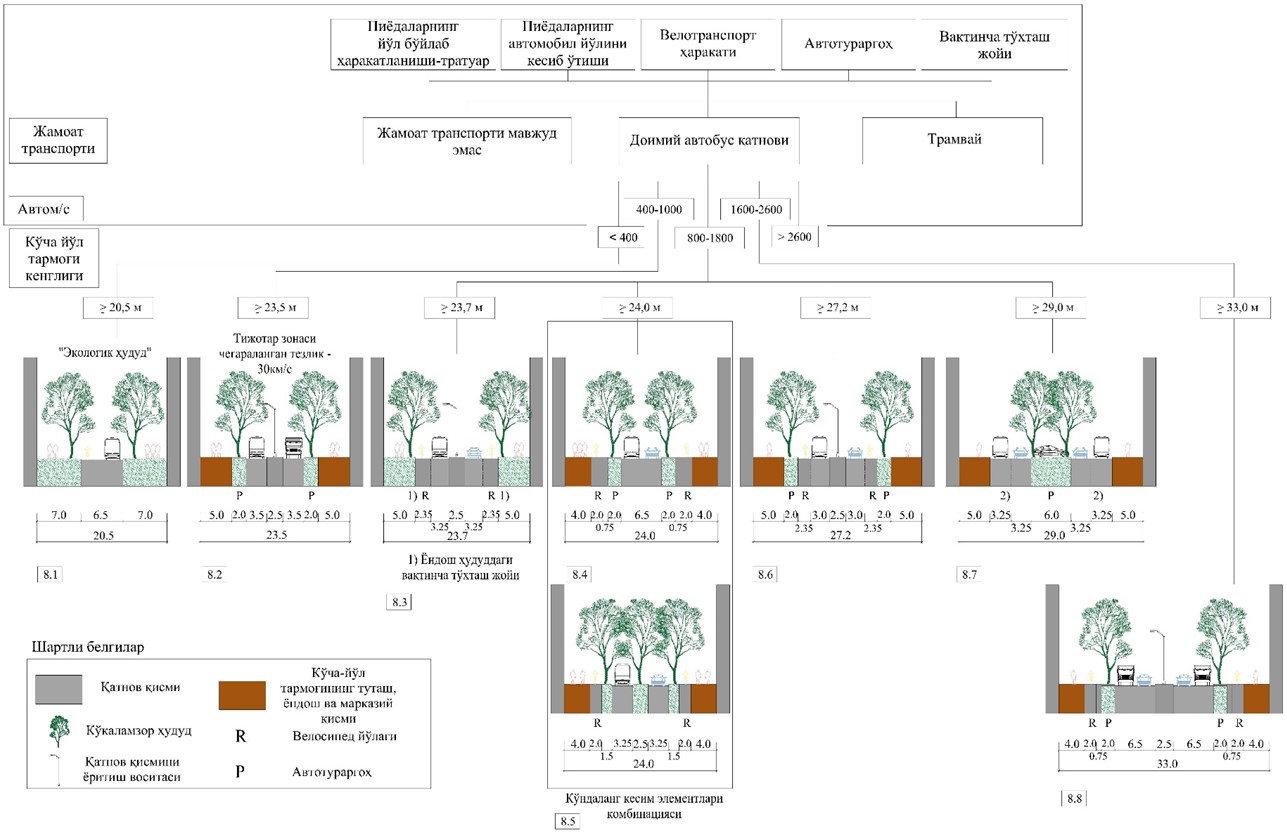 Пиёдаларнинг
йўл бўйлаб
ҳаракатланиши-тратуар
Пиёдаларнинг
автомобил йўлини
кесиб ўтиши
Велотранспорт
ҳаракати
Автотураргоҳ
Вактинча тўхташ
жойи
Жамоат
транспорти
Жамоат транспорти мавжуд
эмас
Доимий автобус қатнови
Трамвай
Автом/с
400-1000
1600-2600
< 400
800-1800
> 2600
Кўча йўл
тармоғи
кенглиги
≥ 20,5 м
≥ 23,5 м
≥ 23,7 м
≥ 24,0 м
≥ 27,2 м
≥ 29,0 м
≥ 33,0 м
"Экологик ҳудуд"
Тижотар зонаси
чегараланган тезлик -
30км/с
P P
1) R R 1)
R P P R
P R R P
2) P 2)
7.0 6.5 7.0
20.5
5.0 2.0 3.5 2.5 3.5 2.0 5.0
23.5
5.0 2.35 2.5 2.35 5.0
3.25 3.25
23.7
4.0 2.0 2.0 6.5 2.0 2.0 4.0
0.75 0.75
24.0
5.0 2.0 3.0 2.5 3.0 2.0 5.0
2.35 2.35
27.2
5.0 3.25 6.0 3.25 5.0
3.25 3.25
29.0
8.1
8.2
1) Ёндош ҳудуддаги
вақтинча тўхташ жойи
8.3
8.4
8.6
8.7
R R
4.0 2.0 3.25 2.5 3.25 2.0 4.0
1.5 1.5
24.0
Кўндаланг кесим элементлари
комбинацияси
8.5
R P P R
4.0 2.0 2.0 6.5 2.5 6.5 2.0 2.0 4.0
0.75 0.75
33.0
8.8
Шартли белгилар
Қатнов қисми
Кўкаламзор ҳудуд
Қатнов қисмини
ёритиш воситаси
Кўча-йўл
тармоғининг туташ,
ёндош ва марказий
кисми
R Велосипед йўлаги
P Автотурарғоҳ